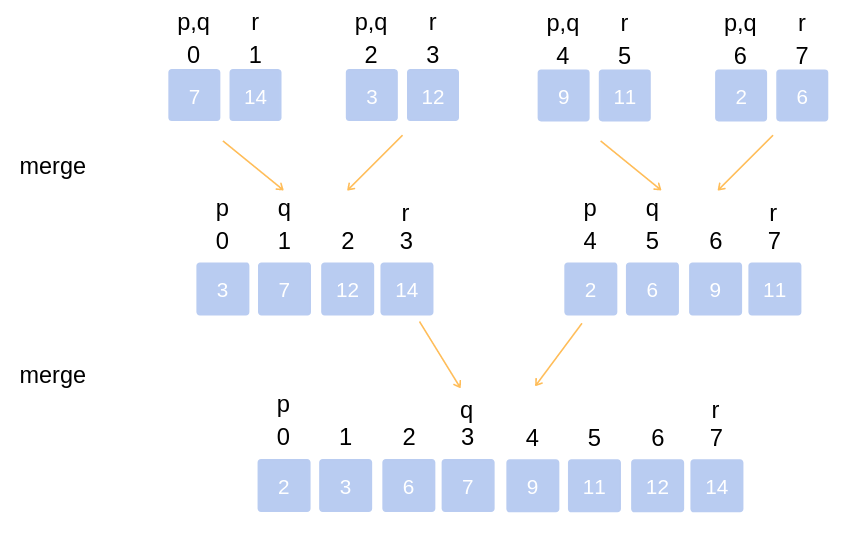 p,q r p,q r p,q r p,q r
0 1 2 3 4 5 6 7
7 14 3 12 9 11 2 6
merge
p q r p q r
0 1 2 3 4 5 6 7
3 7 12 14 2 6 9 11
merge
p q r
0 1 2 3 4 5 6 7
2 3 6 7 9 11 12 14